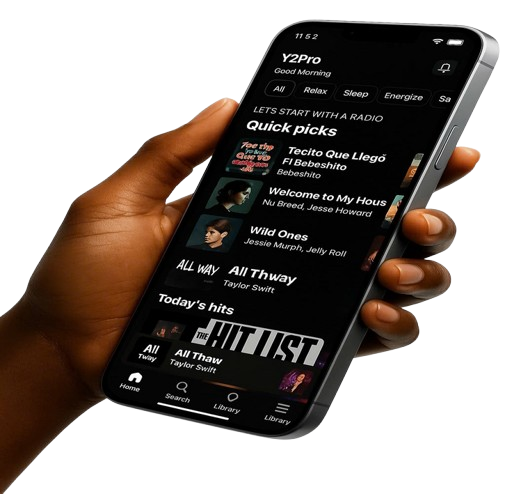 11 5 2
Y2Pro
Good Morning
All
Relax
Sleep
Energize
Sa
LETS START WITH A RADIO
Quick picks
Tecito Que Llegó
FI Bebeshito
Bebeshito
Welcome to My Hous
Nu Breed, Jesse Howard
Wild Ones
Jessie Murph, Jelly Roll
ALL WAY
All Thway
Taylor Swift
Today's hits
THE HIT LIST
All
Tway
All Thaw
Taylor Swift
Home
Search
Library
Library